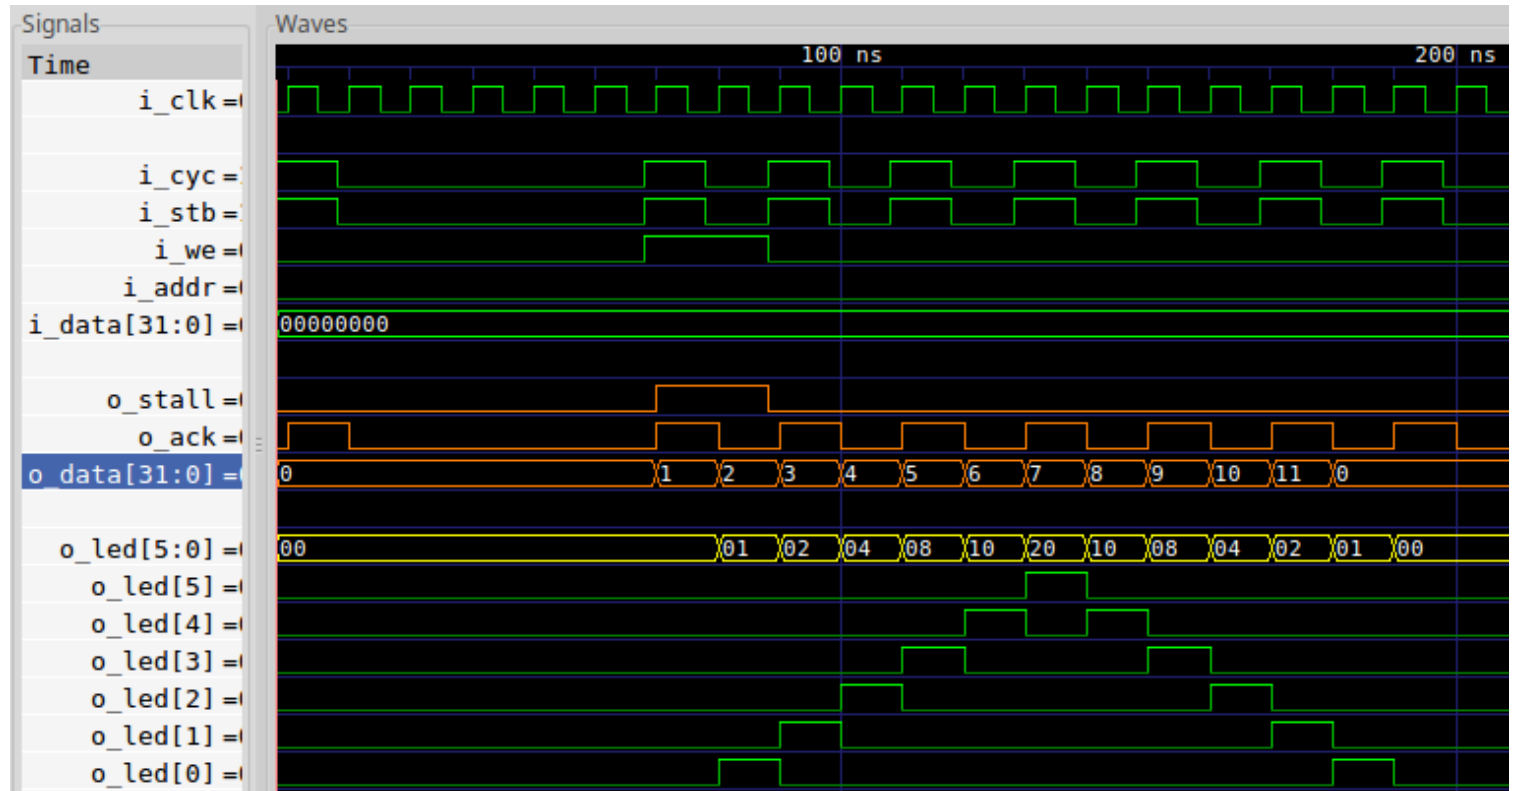 Signals Waves
Time 100 ns 200 ns
i_clk =
i_cyc =
i_stb =
i_we =
i_addr =
i_data[31:0] = 00000000
o_stall =
o_ack =
o_data[31:0] = 0 1 2 3 4 5 6 7 8 9 10 11 0
o_led[5:0] = 00 01 02 04 08 10 20 10 08 04 02 01 00
o_led[5] =
o_led[4] =
o_led[3] =
o_led[2] =
o_led[1] =
o_led[0] =